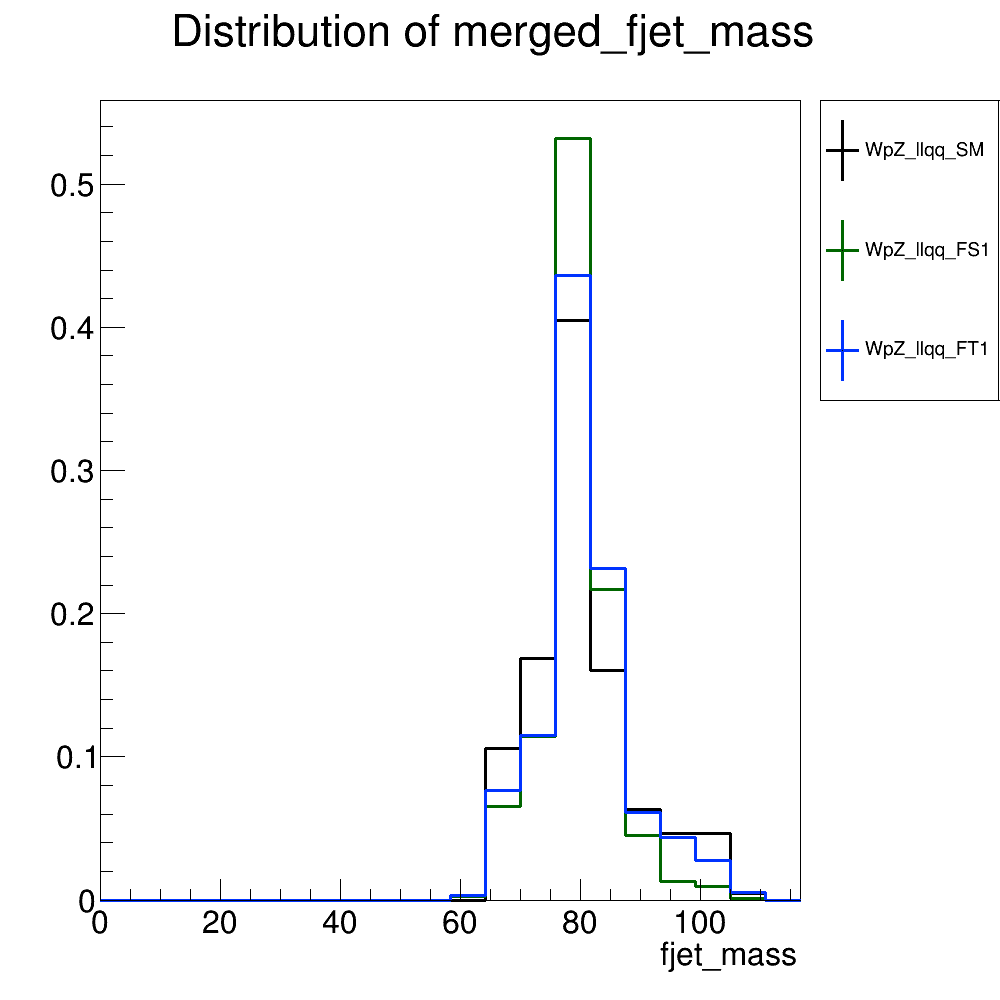 Distribution of merged_fjet_mass
WpZ_llqq_SM
WpZ_llqq_FS1
WpZ_llqq_FT1
0.5
0.4
0.3
0.2
0.1
0
0 20 40 60 80 100
fjet_mass